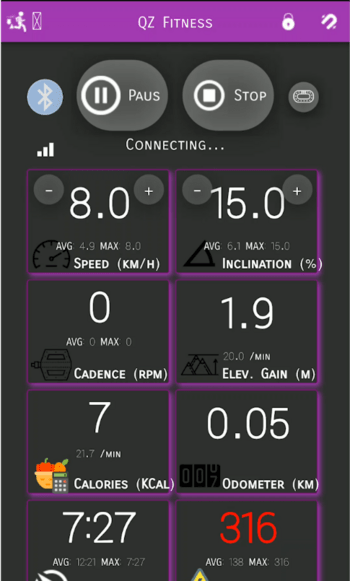 QZ Fitness
Paus Stop
Connecting...
- 8.0 + - 15.0 +
AVG 4.9 MAX 8.0 AVG 6.1 MAX 15.0
Speed (km/h) Inclination (%)
0 1.9
AVG 0 MAX 0 20.0 /min
Cadence (rpm) Elev. Gain (m)
7 0.05
21.7 /min
Calories (KCal) Odometer (km)
7:27 316
AVG 12:21 MAX 7:27 AVG 138 MAX 316